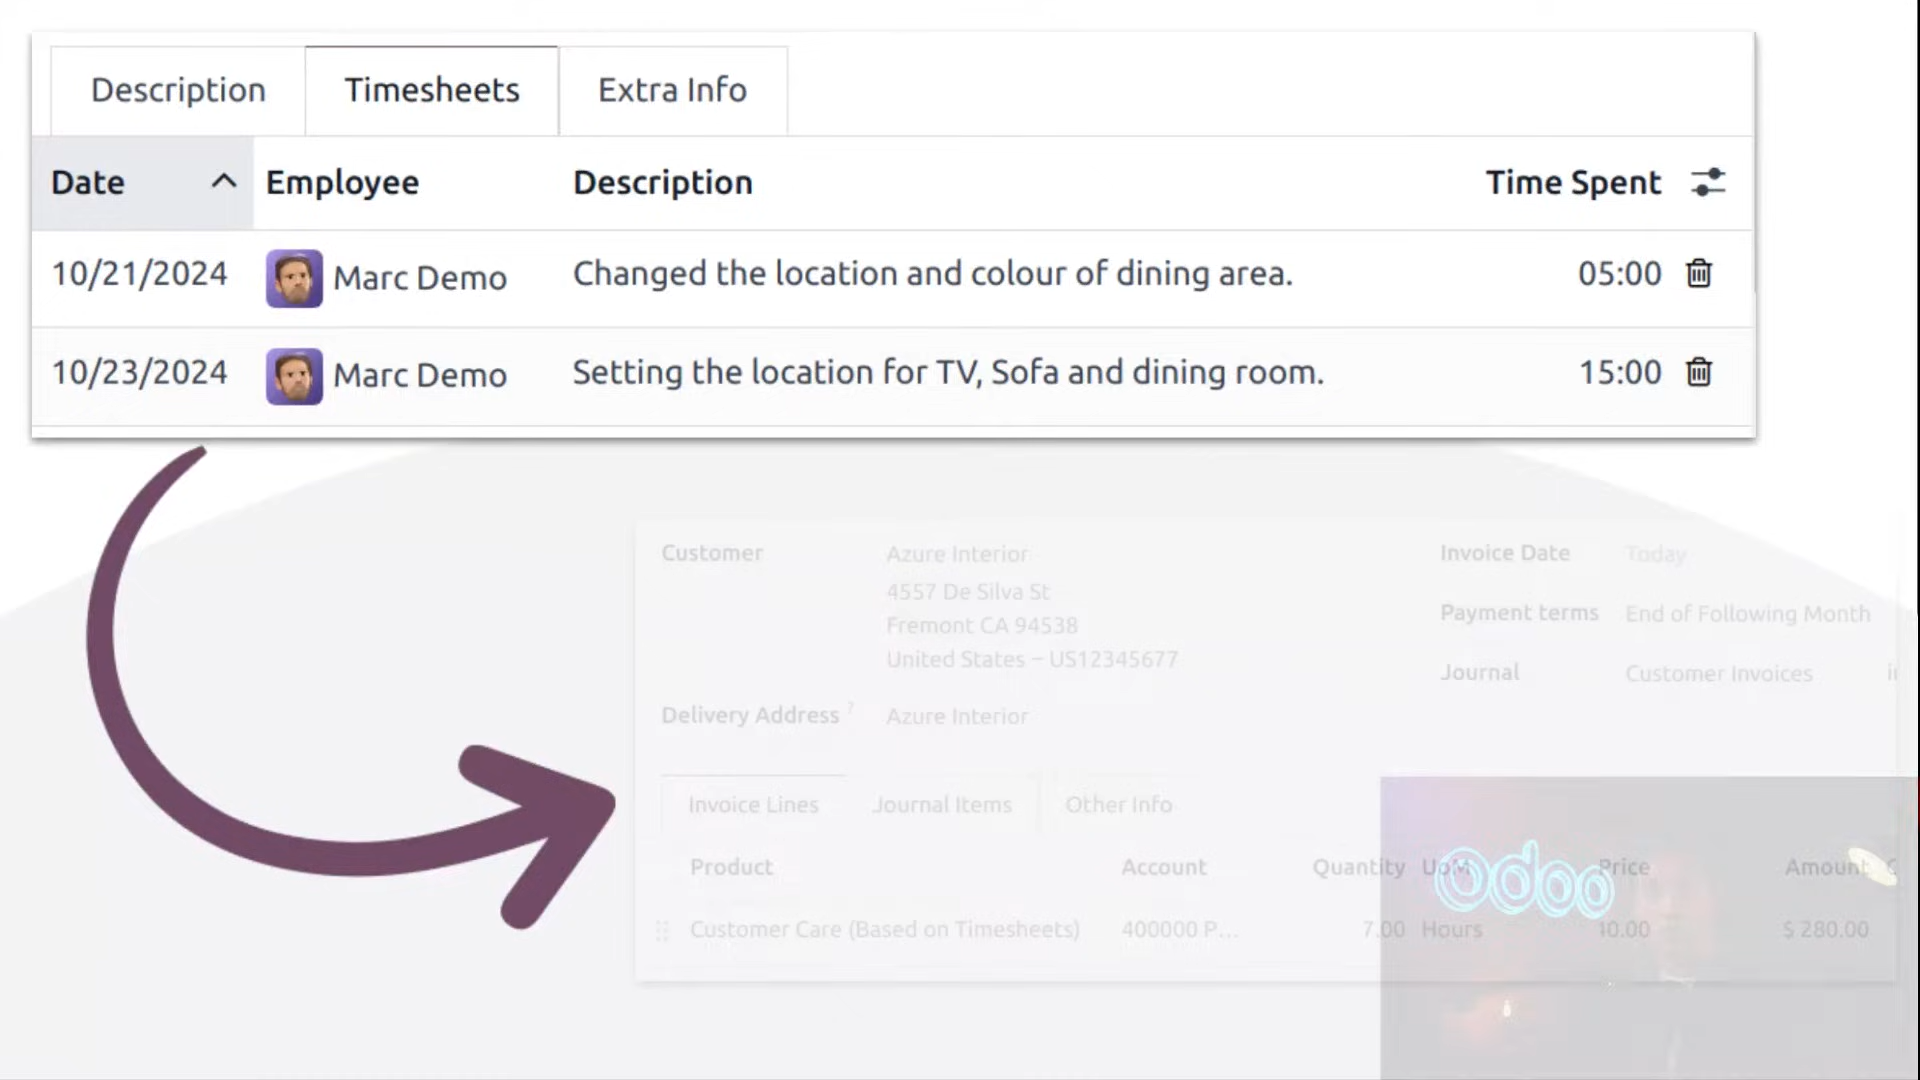 Description Timesheets Extra Info
Date Employee Description Time Spent
10/21/2024 Marc Demo Changed the location and colour of dining area. 05:00
10/23/2024 Marc Demo Setting the location for TV, Sofa and dining room. 15:00
Customer Azure Interior Invoice Date Today
4557 De Silva St
Fremont CA 94538 Payment terms End of Following Month
United States – US12345677
Journal Customer Invoices
Delivery Address ? Azure Interior
Invoice Lines Journal Items Other Info
Product Account Quantity UoM Price Amount
odoo
Customer Care (Based on Timesheets) 400000 P... 7.00 Hours 10.00 $ 280.00